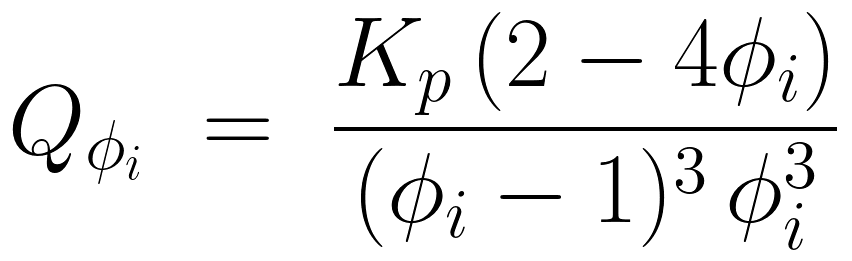 $Q_{\phi_i} = \frac{K_p \, (2 - 4\phi_i)}{(\phi_i - 1)^3 \, \phi_i^3}$